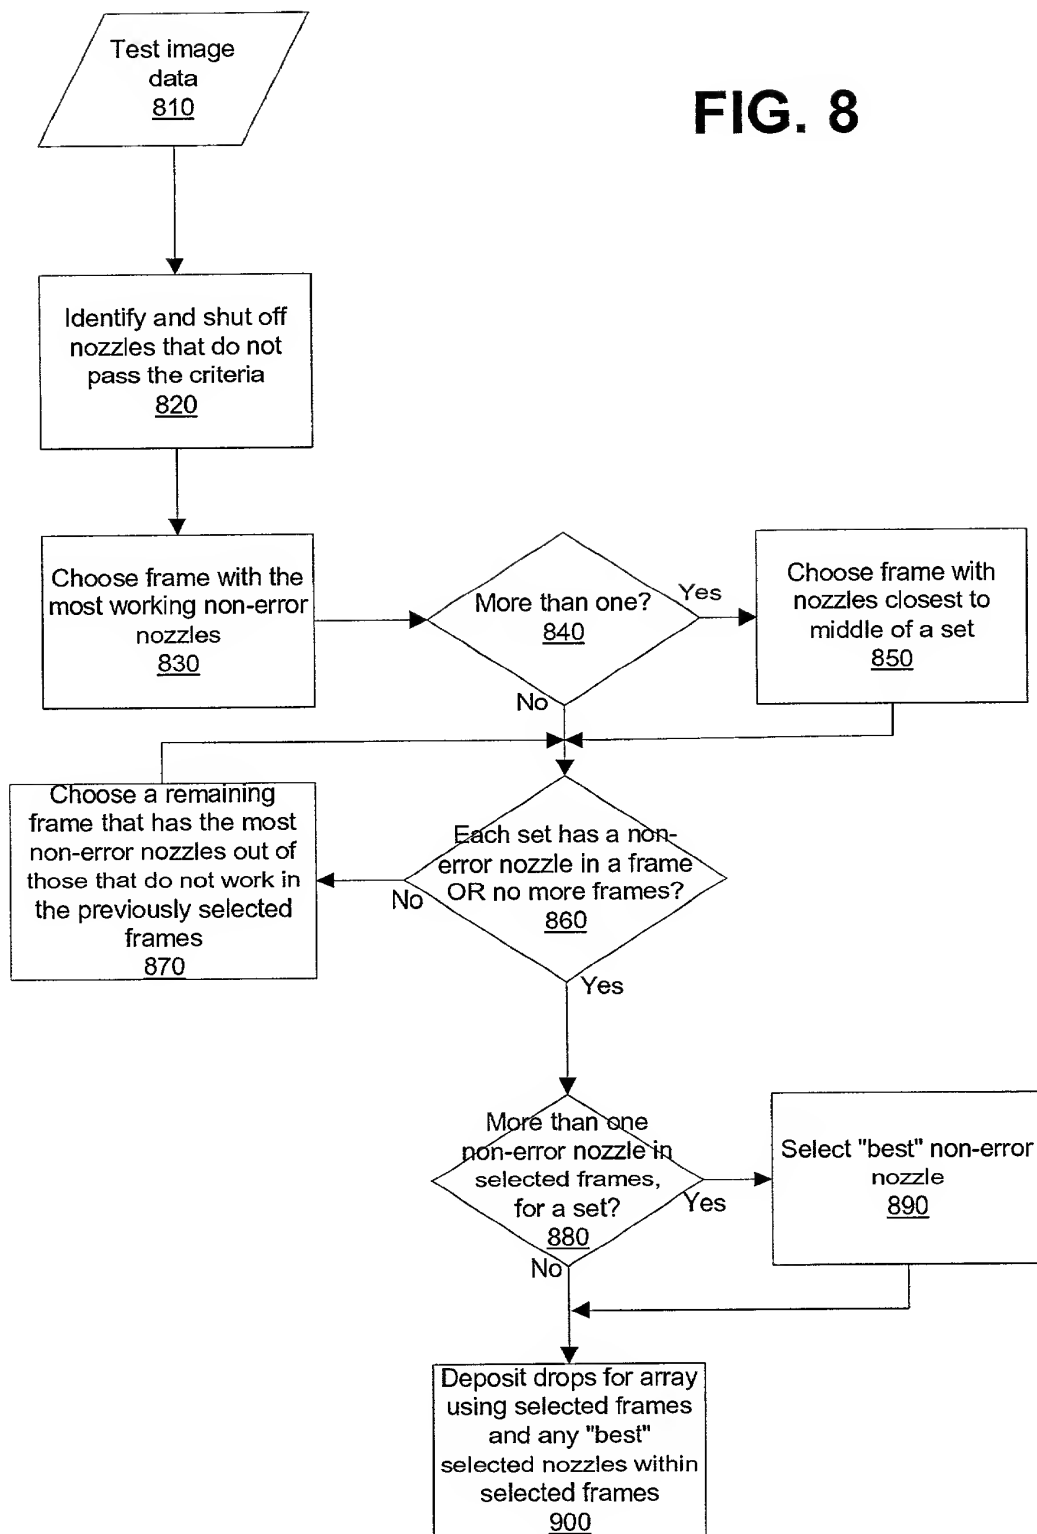 FIG. 8
Test image
data
810
Identify and shut off
nozzles that do not
pass the criteria
820
Choose frame with the
most working non-error
nozzles
830
More than one?
840
Yes
No
Choose frame with
nozzles closest to
middle of a set
850
Each set has a non-
error nozzle in a frame
OR no more frames?
860
No
Yes
Choose a remaining
frame that has the most
non-error nozzles out of
those that do not work in
the previously selected
frames
870
More than one
non-error nozzle in
selected frames,
for a set?
880
Yes
No
Select "best" non-error
nozzle
890
Deposit drops for array
using selected frames
and any "best"
selected nozzles within
selected frames
900